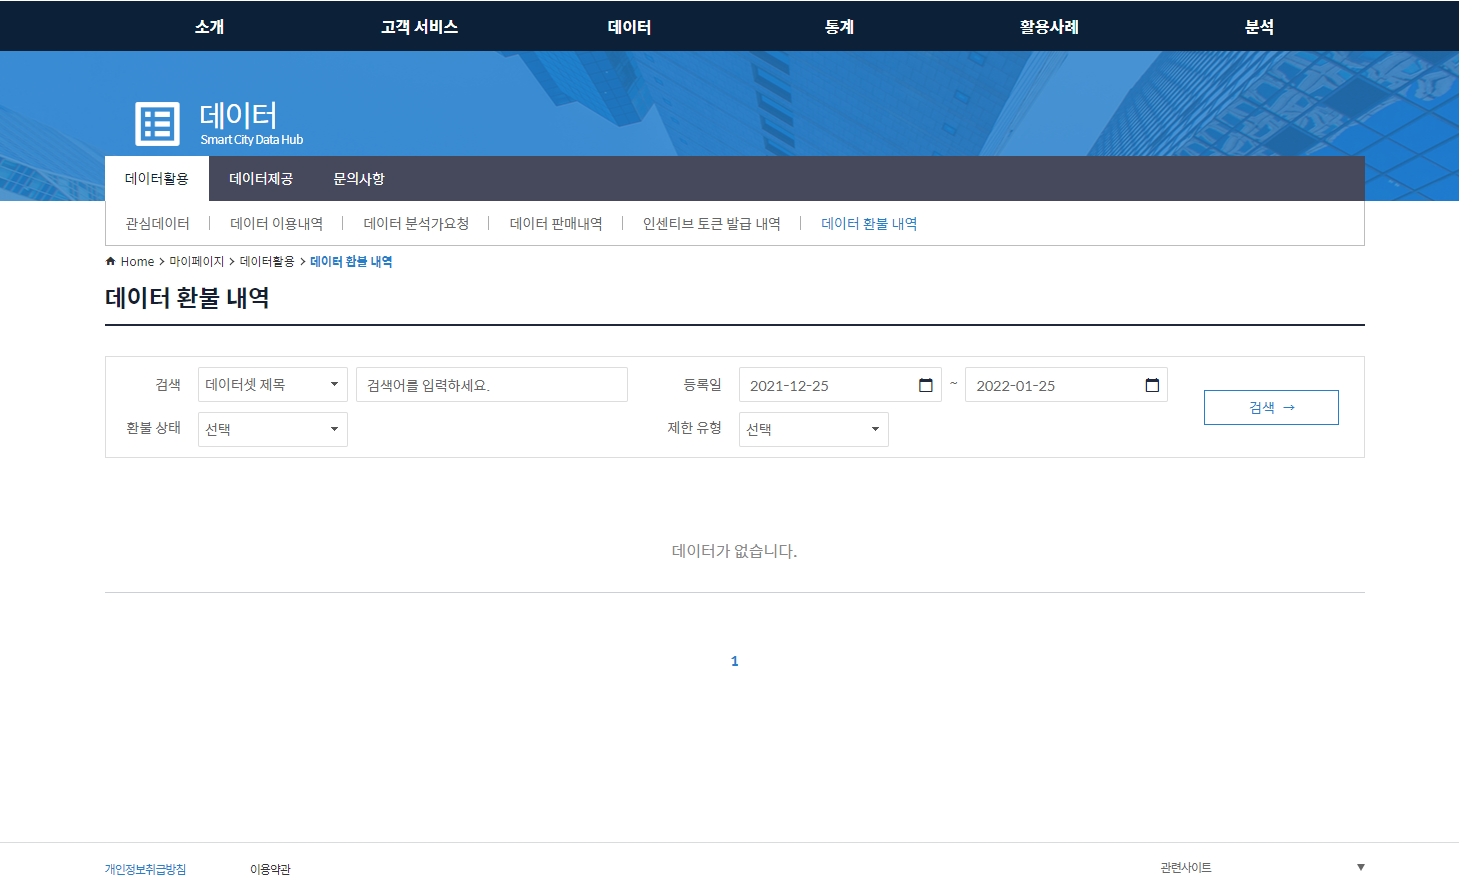 소개 고객 서비스 데이터 통계 활용사례 분석
데이터
Smart City Data Hub
데이터활용 데이터제공 문의사항
관심데이터 데이터 이용내역 데이터 분석가요청 데이터 판매내역 인센티브 토큰 발급 내역 데이터 환불 내역
Home > 마이페이지 > 데이터활용 > 데이터 환불 내역
데이터 환불 내역
검색 데이터셋 제목 검색어를 입력하세요. 등록일 2021-12-25 ~ 2022-01-25
검색 →
환불 상태 선택 제한 유형 선택
데이터가 없습니다.
1
개인정보취급방침 이용약관 관련사이트 ▼